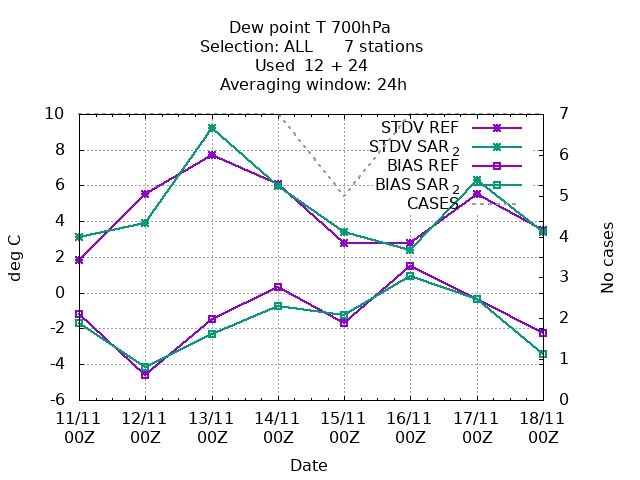 Dew point T 700hPa
Selection: ALL      7 stations
Used  12 + 24
Averaging window: 24h
10
8
6
4
2
0
-2
-4
-6
deg C
7
6
5
4
3
2
1
0
No cases
STDV REF
STDV SAR2
BIAS REF
BIAS SAR2
CASES
11/11 12/11 13/11 14/11 15/11 16/11 17/11 18/11
00Z 00Z 00Z 00Z 00Z 00Z 00Z 00Z
Date